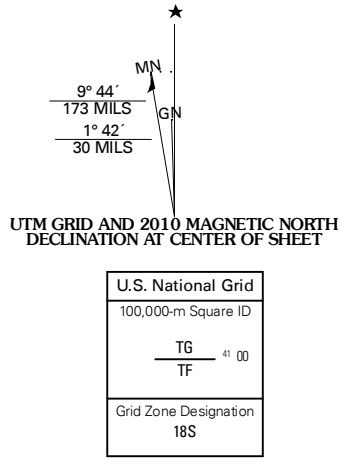 ★
MN
9° 44´
173 MILS
GN
1° 42´
30 MILS
UTM GRID AND 2010 MAGNETIC NORTH
DECLINATION AT CENTER OF SHEET
U.S. National Grid
100,000-m Square ID
TG
41 00
TF
Grid Zone Designation
18S